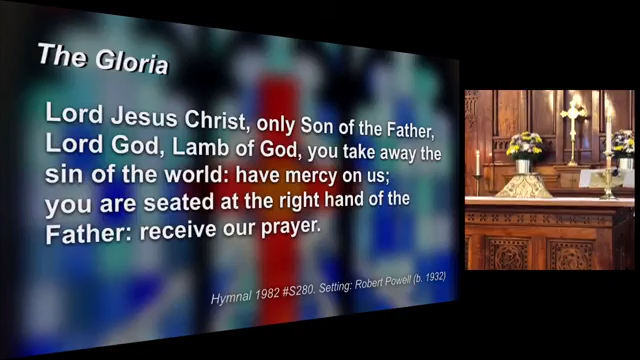 The Gloria
Lord Jesus Christ, only Son of the Father,
Lord God, Lamb of God, you take away the
sin of the world: have mercy on us;
you are seated at the right hand of the
Father: receive our prayer.
Hymnal 1982 #S280. Setting: Robert Powell (b. 1932)